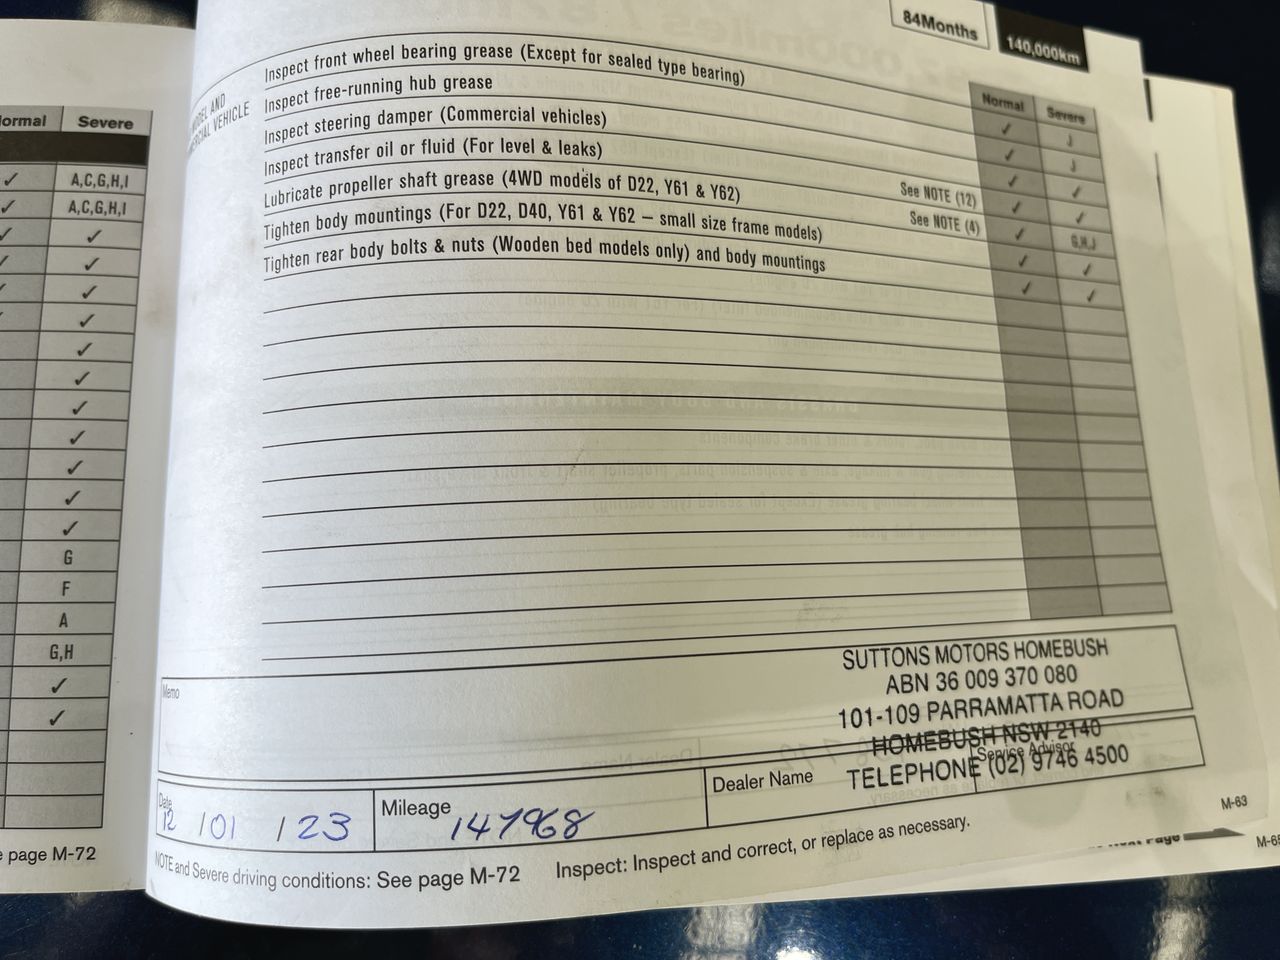 ormal Severe
✓ A,C,G,H,I
✓ A,C,G,H,I
✓ ✓
✓ ✓
✓ ✓
✓ ✓
✓
✓
✓
✓
✓
✓
✓
G
F
A
G,H
✓
✓
page M-72
84Months 140,000km
Normal Severe
MODEL AND
VEHICLE
Inspect front wheel bearing grease (Except for sealed type bearing) ✓ J
Inspect free-running hub grease ✓ J
Inspect steering damper (Commercial vehicles) ✓ ✓
Inspect transfer oil or fluid (For level & leaks) See NOTE (12) ✓ ✓
Lubricate propeller shaft grease (4WD models of D22, Y61 & Y62) See NOTE (4) ✓ G,H,J
Tighten body mountings (For D22, D40, Y61 & Y62 – small size frame models) ✓ ✓
Tighten rear body bolts & nuts (Wooden bed models only) and body mountings ✓ ✓
Memo
SUTTONS MOTORS HOMEBUSH
ABN 36 009 370 080
101-109 PARRAMATTA ROAD
HOMEBUSH NSW 2140
TELEPHONE (02) 9746 4500
Date
12 / 01 / 23
Mileage 147968
Dealer Name
Service Advisor
NOTE and Severe driving conditions: See page M-72 Inspect: Inspect and correct, or replace as necessary.
M-63
Page